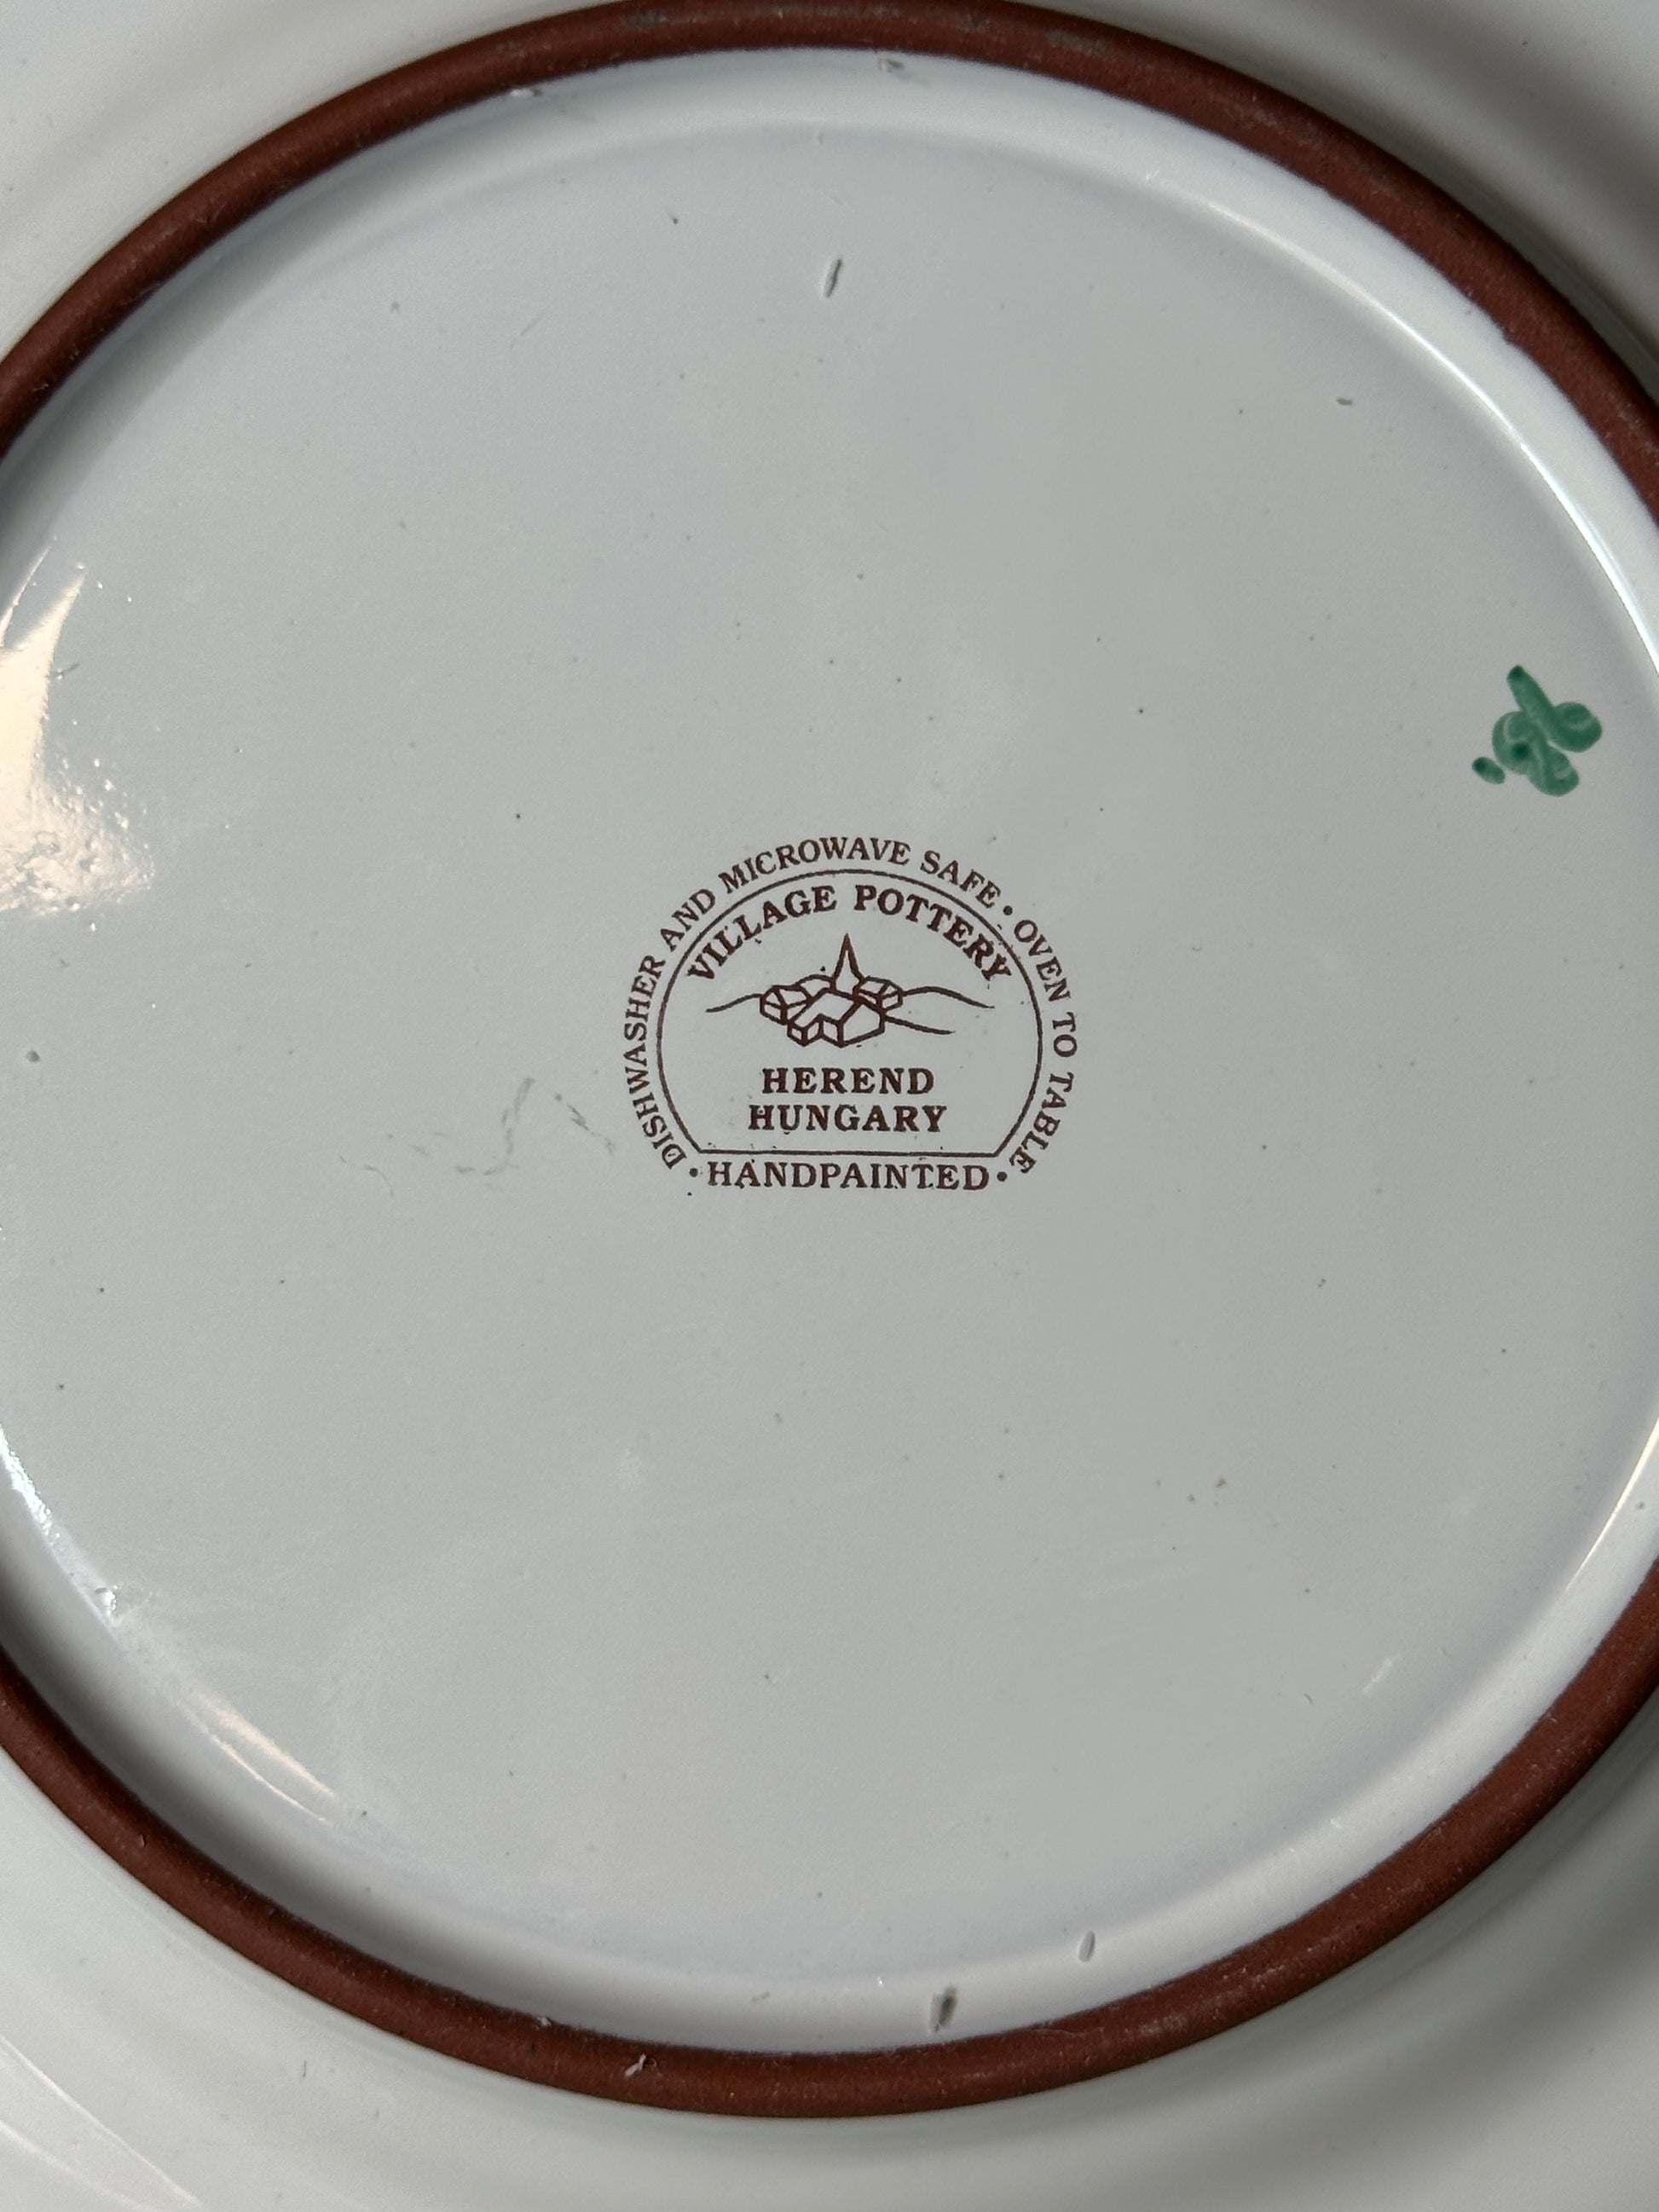 DISHWASHER AND MICROWAVE SAFE • OVEN TO TABLE
VILLAGE POTTERY
HEREND
HUNGARY
• HANDPAINTED •